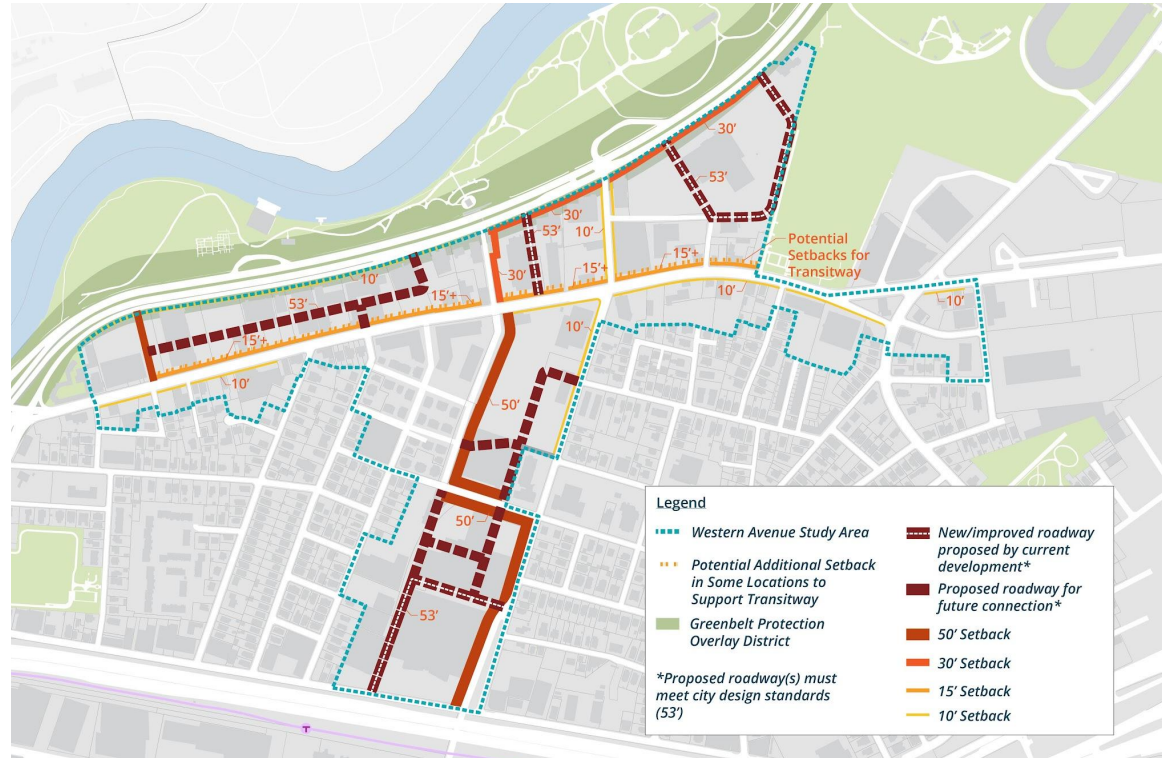 30'
53'
30'
53'
10'
30'
15'+
Potential
Setbacks for
Transitway
10'
15'+
10'
53'
15'+
10'
15'+
10'
10'
50'
50'
53'
T
Legend
Western Avenue Study Area
Potential Additional Setback
in Some Locations to
Support Transitway
Greenbelt Protection
Overlay District
*Proposed roadway(s) must
meet city design standards
(53')
New/improved roadway
proposed by current
development*
Proposed roadway for
future connection*
50' Setback
30' Setback
15' Setback
10' Setback